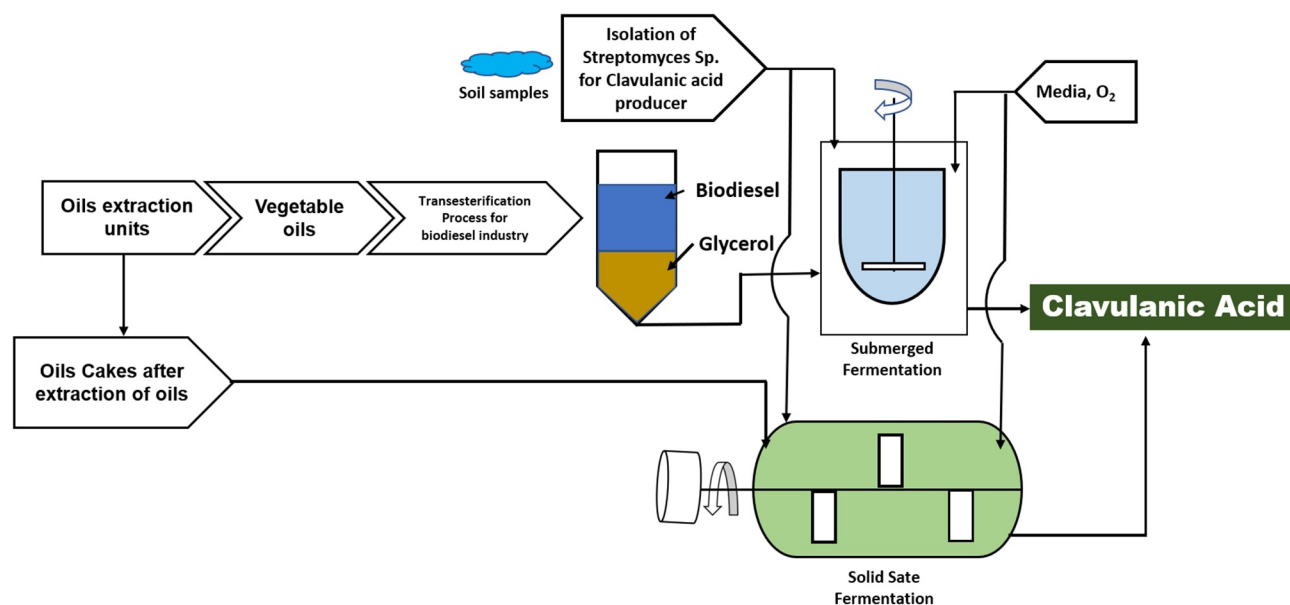 Isolation of
Streptomyces Sp.
for Clavulanic acid
producer
Soil samples
Media, O₂
Oils extraction
units
Vegetable
oils
Transesterification
Process for
biodiesel industry
Biodiesel
Glycerol
Clavulanic Acid
Submerged
Fermentation
Oils Cakes after
extraction of oils
Solid Sate
Fermentation